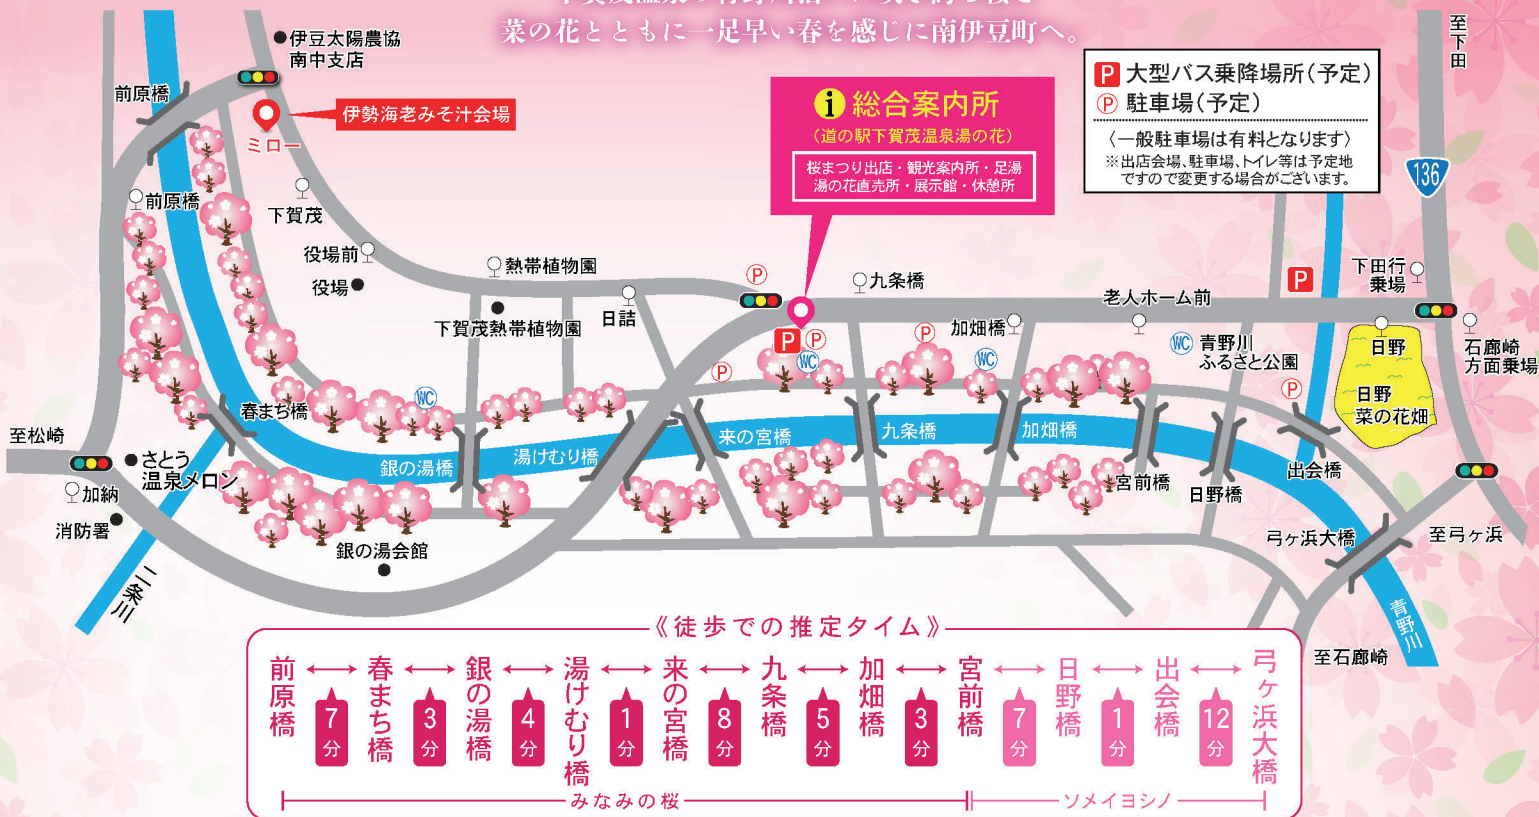 菜の花とともに一足早い春を感じに南伊豆町へ。
伊豆太陽農協
南中支店
前原橋
伊勢海老みそ汁会場
ミロー
前原橋
下賀茂
役場前
役場
熱帯植物園
下賀茂熱帯植物園
日詰
i 総合案内所
(道の駅下賀茂温泉湯の花)
桜まつり出店・観光案内所・足湯
湯の花直売所・展示館・休憩所
P 大型バス乗降場所(予定)
P 駐車場(予定)
〈一般駐車場は有料となります〉
※出店会場、駐車場、トイレ等は予定地
ですので変更する場合がございます。
至下田
136
P
九条橋
P
老人ホーム前
下田行
乗場
加畑橋
P
P
P
P
WC
WC
WC
青野川
ふるさと公園
日野
石廊崎
方面乗場
日野
菜の花畑
P
WC
春まち橋
至松崎
さとう
温泉メロン
加納
消防署
銀の湯橋
湯けむり橋
来の宮橋
九条橋
加畑橋
宮前橋
日野橋
出会橋
弓ヶ浜大橋
至弓ヶ浜
銀の湯会館
二条川
青野川
至石廊崎
《徒歩での推定タイム》
前原橋 7分 春まち橋 3分 銀の湯橋 4分 湯けむり橋 1分 来の宮橋 8分 九条橋 5分 加畑橋 3分 宮前橋 7分 日野橋 1分 出会橋 12分 弓ヶ浜大橋
みなみの桜
ソメイヨシノ